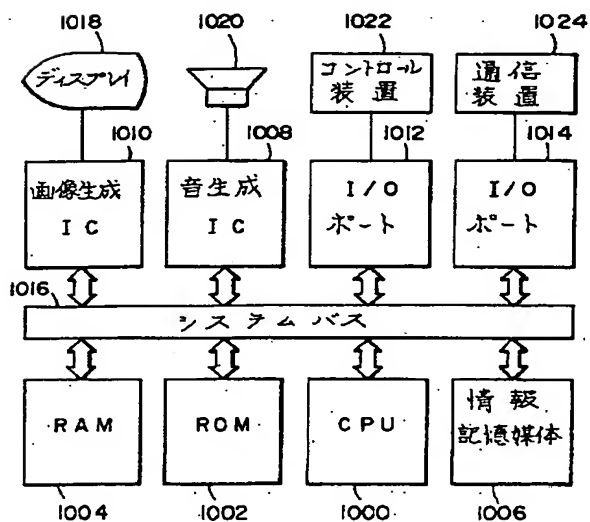 1018
1020
1022
1024
ディスプレイ
コントロール
装置
通信
装置
1010
1008
1012
1014
画像生成
IC
音生成
IC
I/O
ポート
I/O
ポート
1016
システムバス
RAM
ROM
CPU
情報
記憶媒体
1004
1002
1000
1006